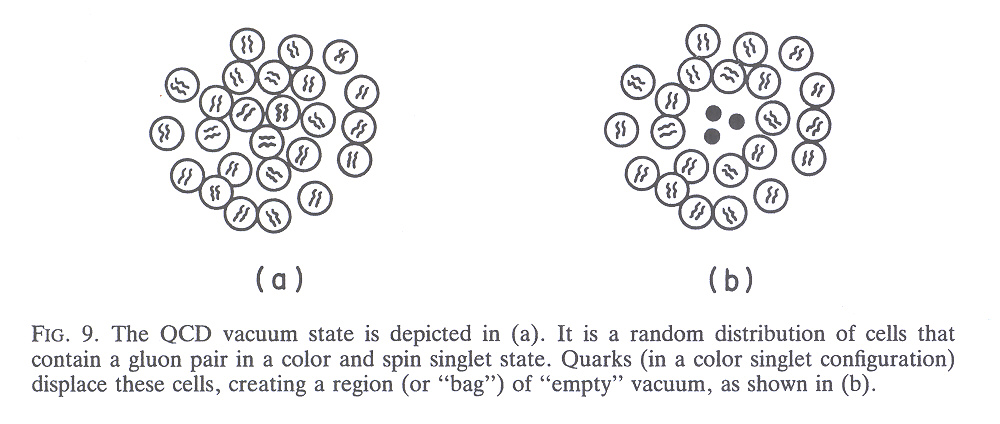 (a)
(b)
FIG. 9. The QCD vacuum state is depicted in (a). It is a random distribution of cells that
contain a gluon pair in a color and spin singlet state. Quarks (in a color singlet configuration)
displace these cells, creating a region (or “bag”) of “empty” vacuum, as shown in (b).